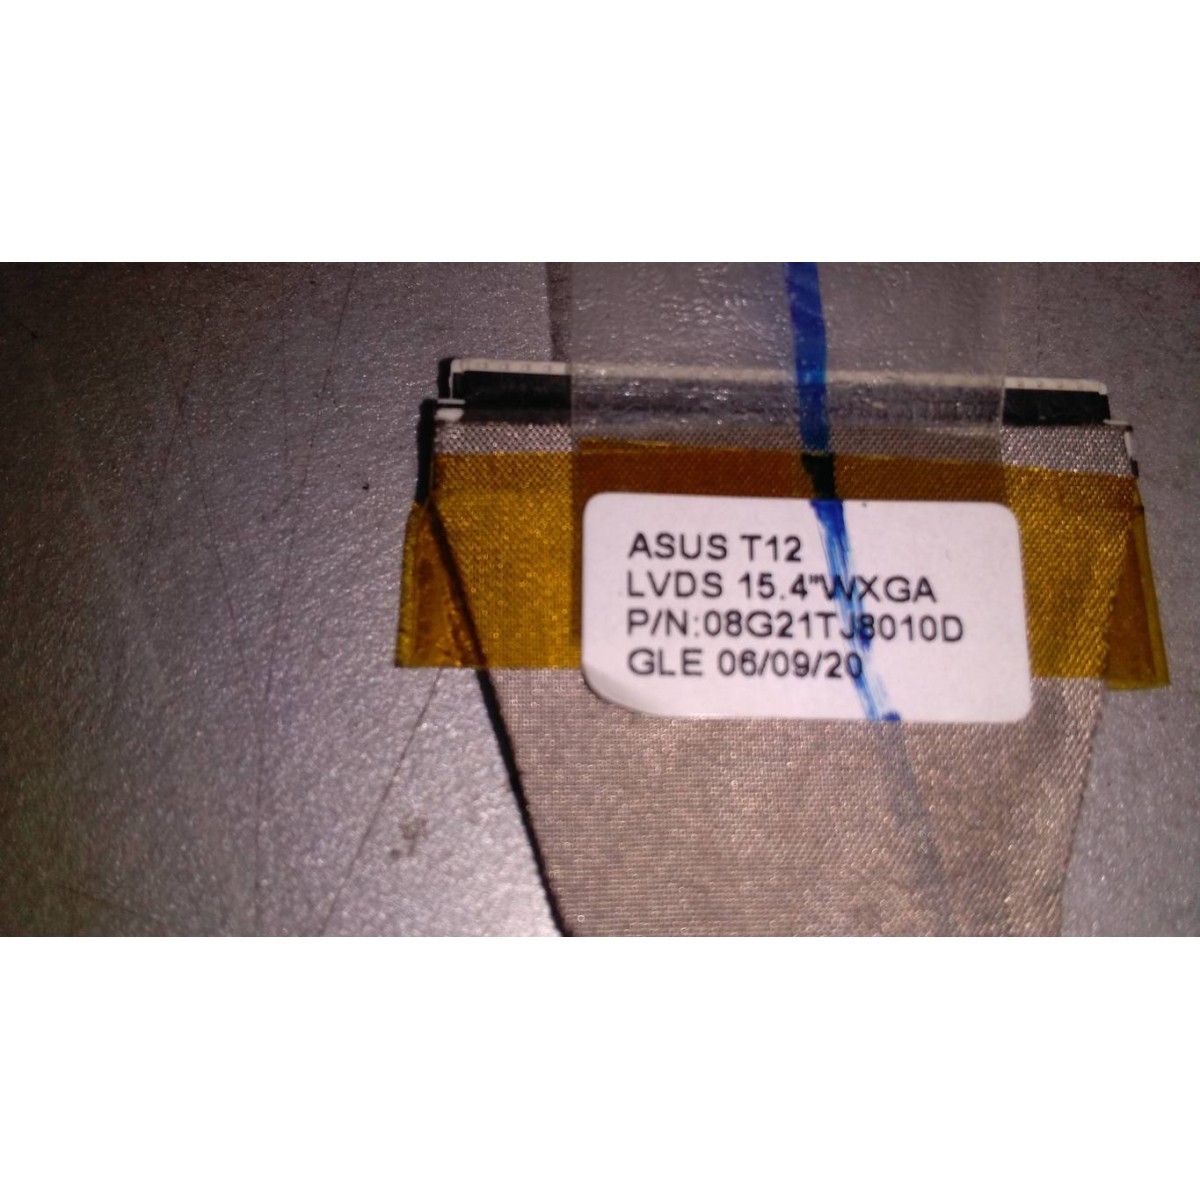 ASUS T12
LVDS 15.4"WXGA
P/N:08G21TJ8010D
GLE 06/09/20